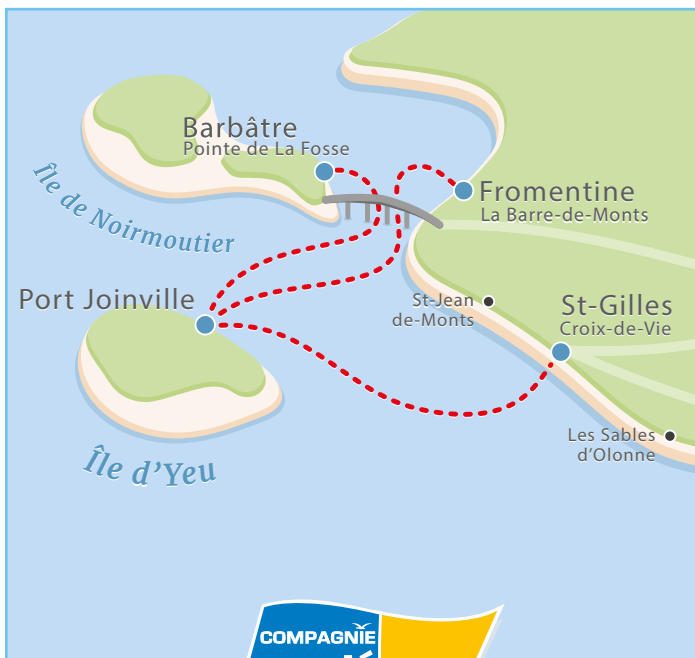 Barbâtre
Pointe de La Fosse
Île de Noirmoutier
Fromentine
La Barre-de-Monts
Port Joinville
St-Jean
de-Monts
St-Gilles
Croix-de-Vie
Les Sables
d'Olonne
Île d'Yeu
COMPAGNIE